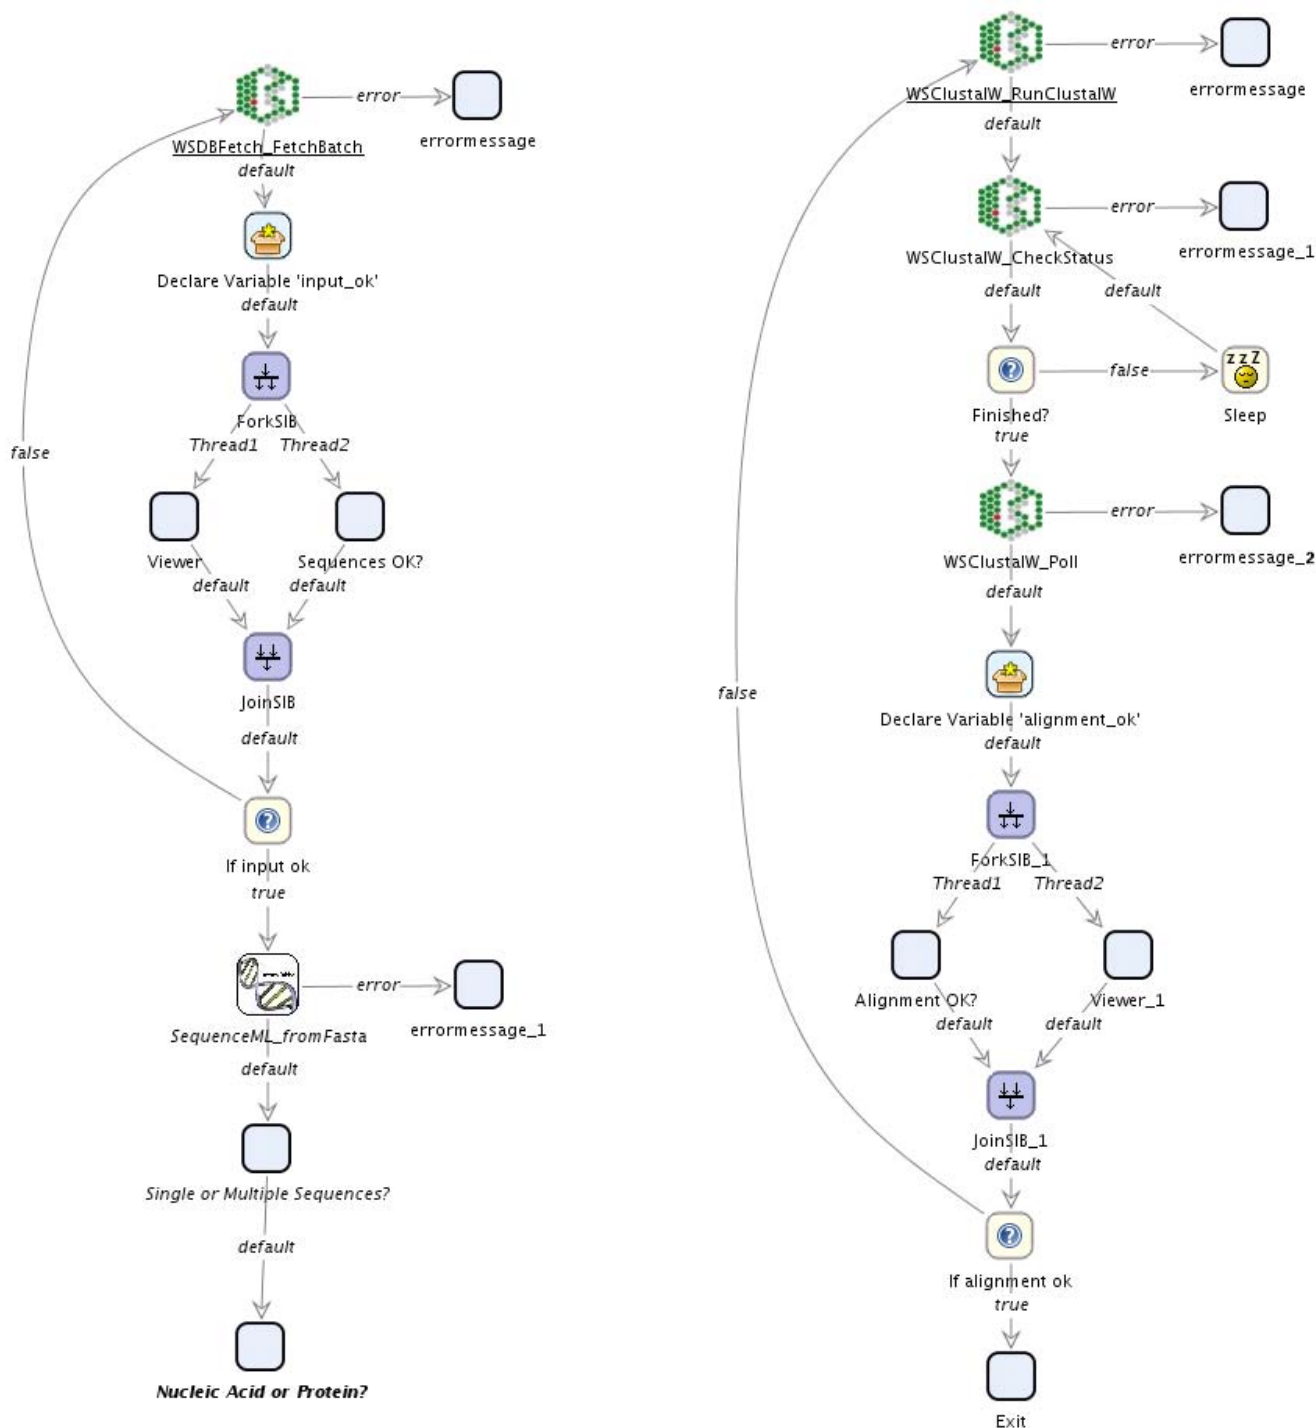 error
errormessage
WSDBFetch_FetchBatch
default
Declare Variable 'input_ok'
default
ForkSIB
Thread1
Thread2
false
Viewer
Sequences OK?
default
default
JoinSIB
default
If input ok
true
error
SequenceML_fromFasta
errormessage_1
default
Single or Multiple Sequences?
default
Nucleic Acid or Protein?
error
errormessage
WSClustalW_RunClustalW
default
error
errormessage_1
WSClustalW_CheckStatus
default
default
z z Z
false
Finished?
Sleep
true
error
errormessage_2
WSClustalW_Poll
default
false
Declare Variable 'alignment_ok'
default
ForkSIB_1
Thread1
Thread2
Alignment OK?
Viewer_1
default
default
JoinSIB_1
default
If alignment ok
true
Exit